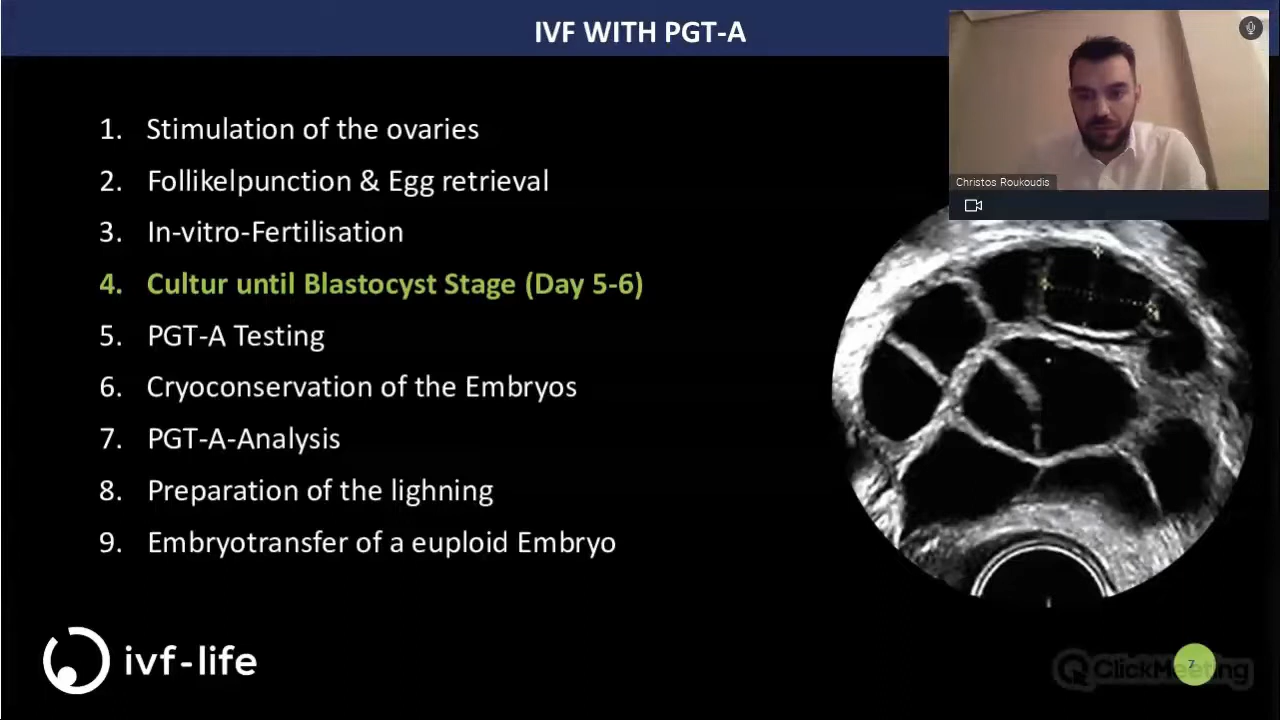 IVF WITH PGT-A
1. Stimulation of the ovaries
2. Follikelpunction & Egg retrieval
3. In-vitro-Fertilisation
4. Cultur until Blastocyst Stage (Day 5-6)
5. PGT-A Testing
6. Cryoconservation of the Embryos
7. PGT-A-Analysis
8. Preparation of the lighning
9. Embryotransfer of a euploid Embryo
Christos Roukoudis
ivf-life
ClickMeeting
7